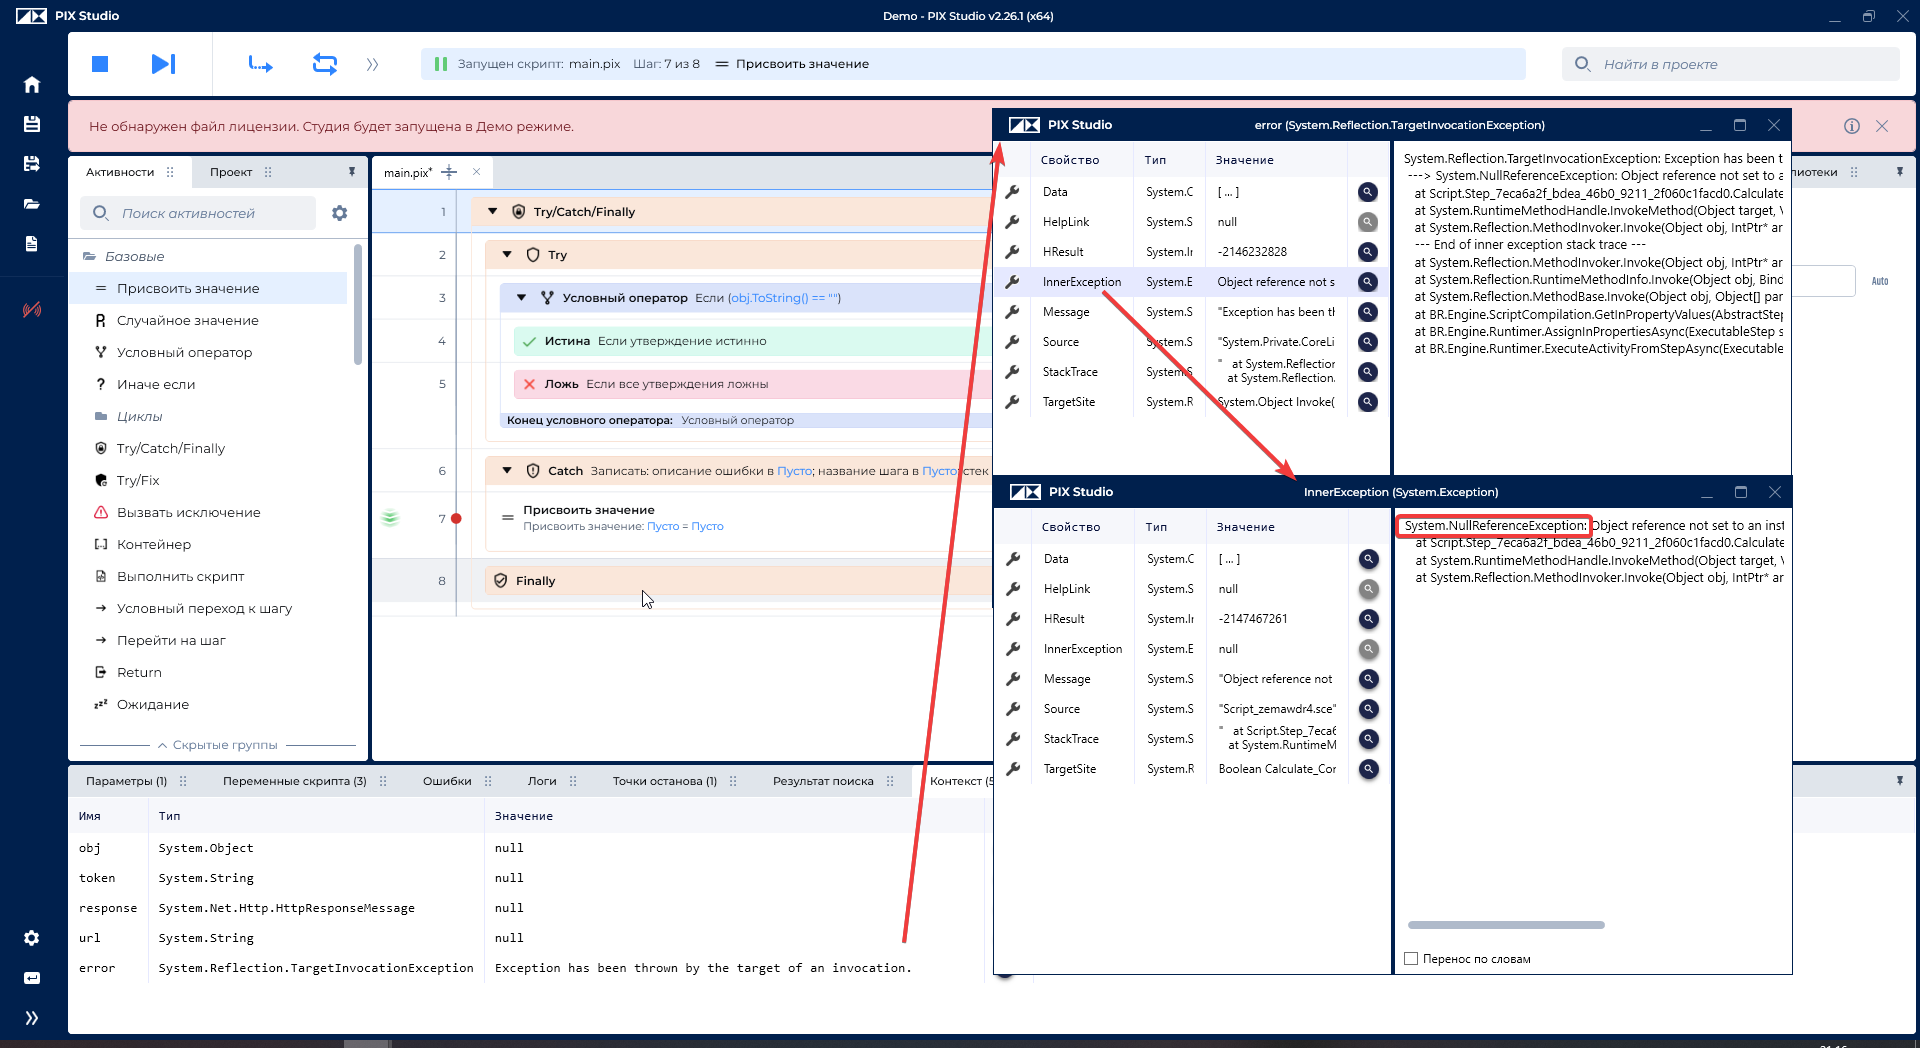 PIX Studio
Demo - PIX Studio v2.26.1 (x64)
Запущен скрипт: main.pix Шаг: 7 из 8 Присвоить значение
Найти в проекте
Не обнаружен файл лицензии. Студия будет запущена в Демо режиме.
Активности
Проект
Поиск активностей
Базовые
Присвоить значение
Случайное значение
Условный оператор
Иначе если
Циклы
Try/Catch/Finally
Try/Fix
Вызвать исключение
Контейнер
Выполнить скрипт
Условный переход к шагу
Перейти на шаг
Return
Ожидание
Скрытые группы
main.pix*
1 Try/Catch/Finally
2 Try
3 Условный оператор Если (obj.ToString() == "")
4 Истина Если утверждение истинно
5 Ложь Если все утверждения ложны
Конец условного оператора: Условный оператор
6 Catch Записать: описание ошибки в Пусто; название шага в Пусто; стек
7 Присвоить значение
Присвоить значение: Пусто = Пусто
8 Finally
лиотеки
Auto
PIX Studio
error (System.Reflection.TargetInvocationException)
Свойство Тип Значение
Data System.C [ ... ]
HelpLink System.S null
HResult System.Ir -2146232828
InnerException System.E Object reference not s
Message System.S "Exception has been tl
Source System.S "System.Private.CoreLi
StackTrace System.S " at System.Reflection
at System.Reflection.
TargetSite System.R System.Object Invoke(
System.Reflection.TargetInvocationException: Exception has been t
---> System.NullReferenceException: Object reference not set to a
at Script.Step_7eca6a2f_bdea_46b0_9211_2f060c1facd0.Calculate
at System.RuntimeMethodHandle.InvokeMethod(Object target, V
at System.Reflection.MethodInvoker.Invoke(Object obj, IntPtr* ar
--- End of inner exception stack trace ---
at System.Reflection.MethodInvoker.Invoke(Object obj, IntPtr* ar
at System.Reflection.RuntimeMethodInfo.Invoke(Object obj, Bind
at System.Reflection.MethodBase.Invoke(Object obj, Object[] par
at BR.Engine.ScriptCompilation.GetInPropertyValues(AbstractStep
at BR.Engine.Runtimer.AssignInPropertiesAsync(ExecutableStep s
at BR.Engine.Runtimer.ExecuteActivityFromStepAsync(Executable
PIX Studio
InnerException (System.Exception)
Свойство Тип Значение
Data System.C [ ... ]
HelpLink System.S null
HResult System.Ir -2147467261
InnerException System.E null
Message System.S "Object reference not
Source System.S "Script_zemawdr4.sce"
StackTrace System.S " at Script.Step_7eca6
at System.RuntimeM
TargetSite System.R Boolean Calculate_Cor
System.NullReferenceException: Object reference not set to an inst
at Script.Step_7eca6a2f_bdea_46b0_9211_2f060c1facd0.Calculate
at System.RuntimeMethodHandle.InvokeMethod(Object target, V
at System.Reflection.MethodInvoker.Invoke(Object obj, IntPtr* ar
Перенос по словам
Параметры (1)
Переменные скрипта (3)
Ошибки
Логи
Точки останова (1)
Результат поиска
Контекст (5
Имя Тип Значение
obj System.Object null
token System.String null
response System.Net.Http.HttpResponseMessage null
url System.String null
error System.Reflection.TargetInvocationException Exception has been thrown by the target of an invocation.